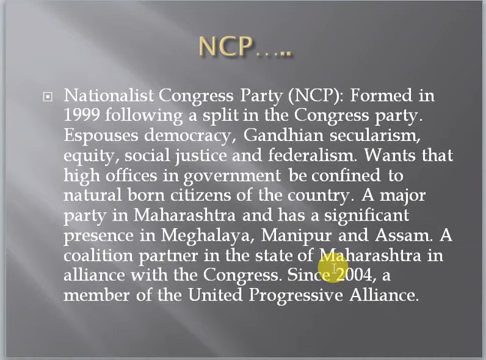 NCP…..
Nationalist Congress Party (NCP): Formed in
1999 following a split in the Congress party.
Espouses democracy, Gandhian secularism,
equity, social justice and federalism. Wants that
high offices in government be confined to
natural born citizens of the country. A major
party in Maharashtra and has a significant
presence in Meghalaya, Manipur and Assam. A
coalition partner in the state of Maharashtra in
alliance with the Congress. Since 2004, a
member of the United Progressive Alliance.